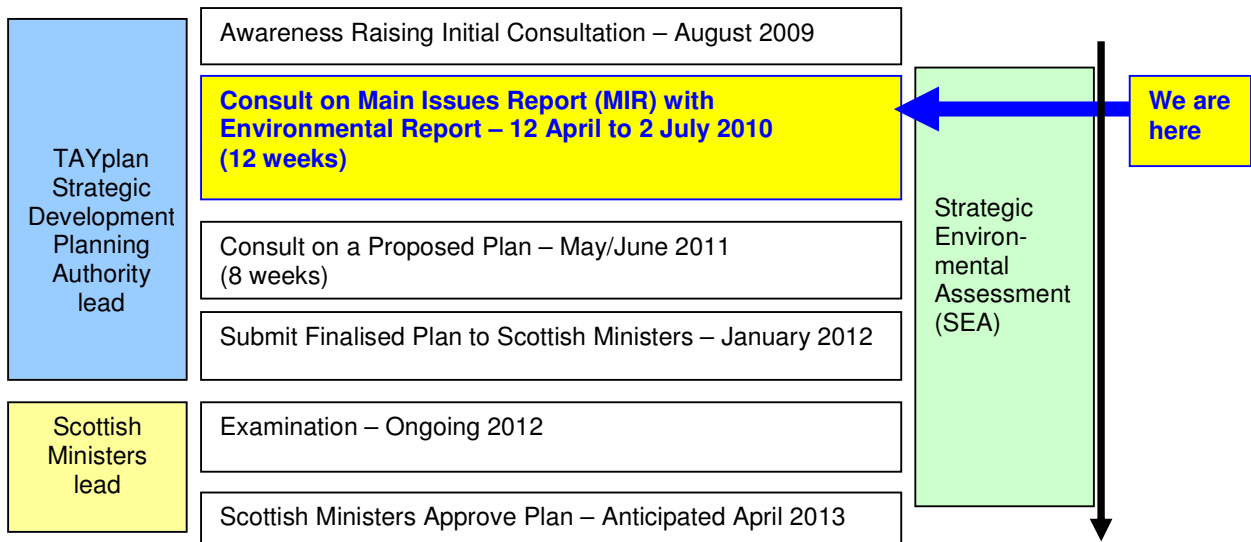 TAYplan
Strategic
Development
Planning
Authority
lead
Awareness Raising Initial Consultation – August 2009
Consult on Main Issues Report (MIR) with
Environmental Report – 12 April to 2 July 2010
(12 weeks)
Consult on a Proposed Plan – May/June 2011
(8 weeks)
Submit Finalised Plan to Scottish Ministers – January 2012
Scottish
Ministers
lead
Examination – Ongoing 2012
Scottish Ministers Approve Plan – Anticipated April 2013
Strategic
Environ-
mental
Assessment
(SEA)
We are
here